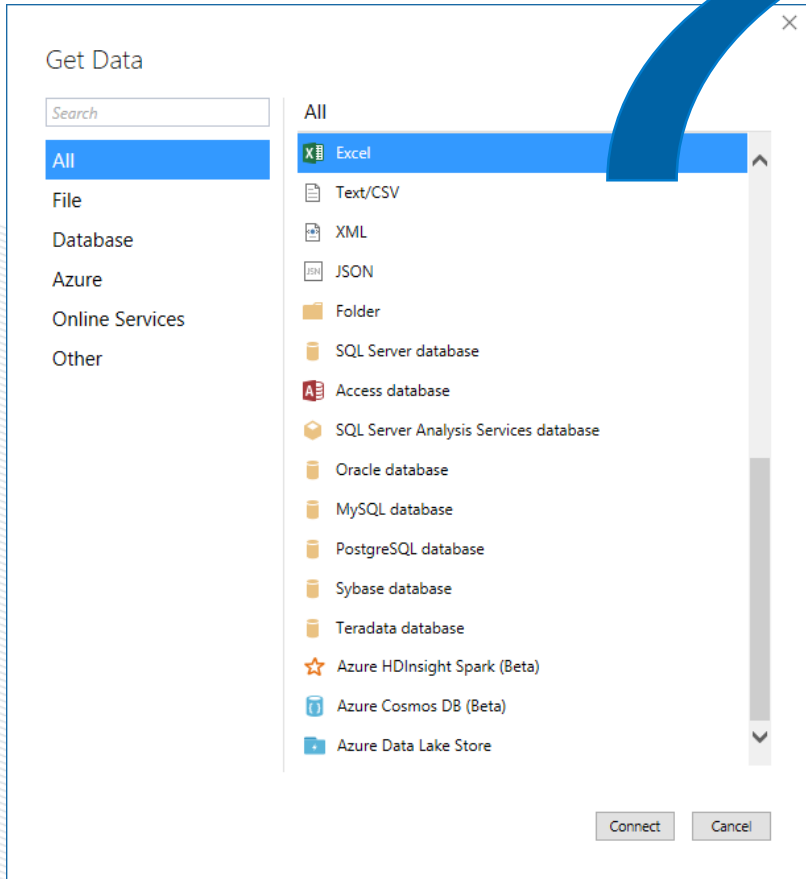 Get Data
Search
All
File
Database
Azure
Online Services
Other
All
Excel
Text/CSV
XML
JSN JSON
Folder
SQL Server database
A Access database
SQL Server Analysis Services database
Oracle database
MySQL database
PostgreSQL database
Sybase database
Teradata database
Azure HDInsight Spark (Beta)
Azure Cosmos DB (Beta)
Azure Data Lake Store
Connect Cancel